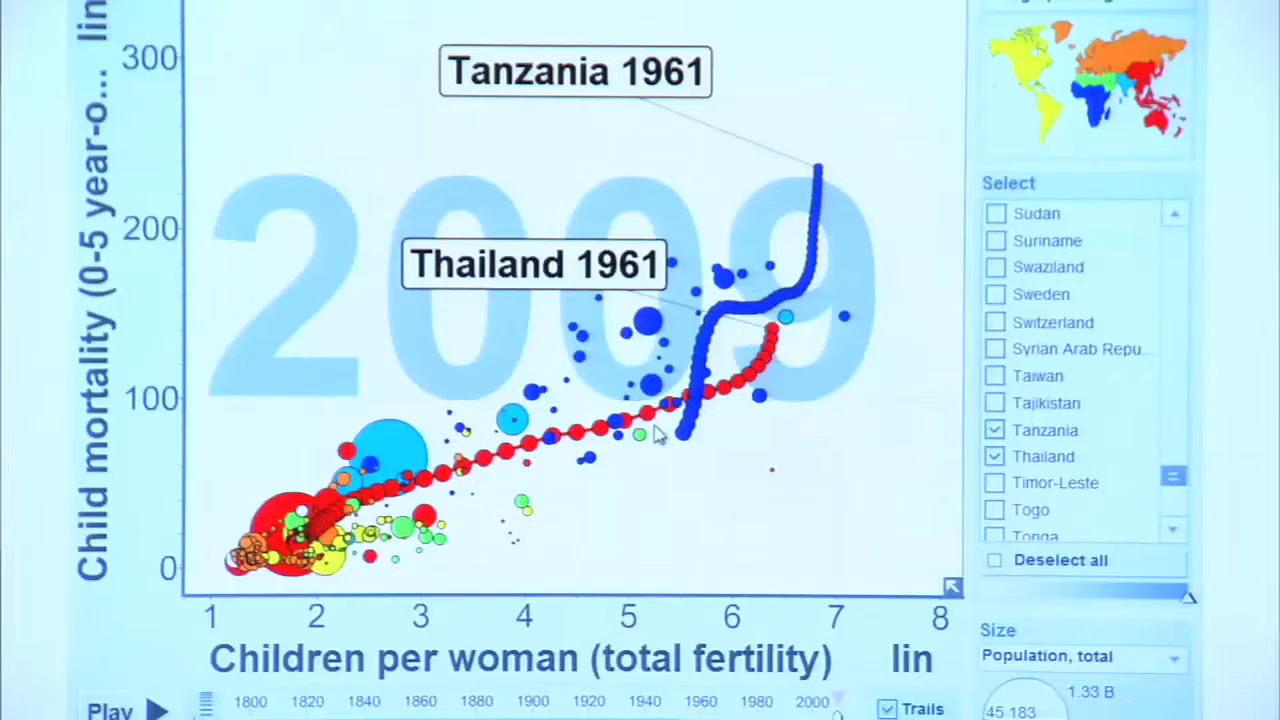 Child mortality (0-5 year-o... lin
300
200
100
0
2009
Tanzania 1961
Thailand 1961
1 2 3 4 5 6 7 8
Children per woman (total fertility) lin
Play
1800 1820 1840 1860 1880 1900 1920 1940 1960 1980 2000
Trails
Select
Sudan
Suriname
Swaziland
Sweden
Switzerland
Syrian Arab Repu...
Taiwan
Tajikistan
Tanzania
Thailand
Timor-Leste
Togo
Tonga
Deselect all
Size
Population, total
1.33 B
45 183